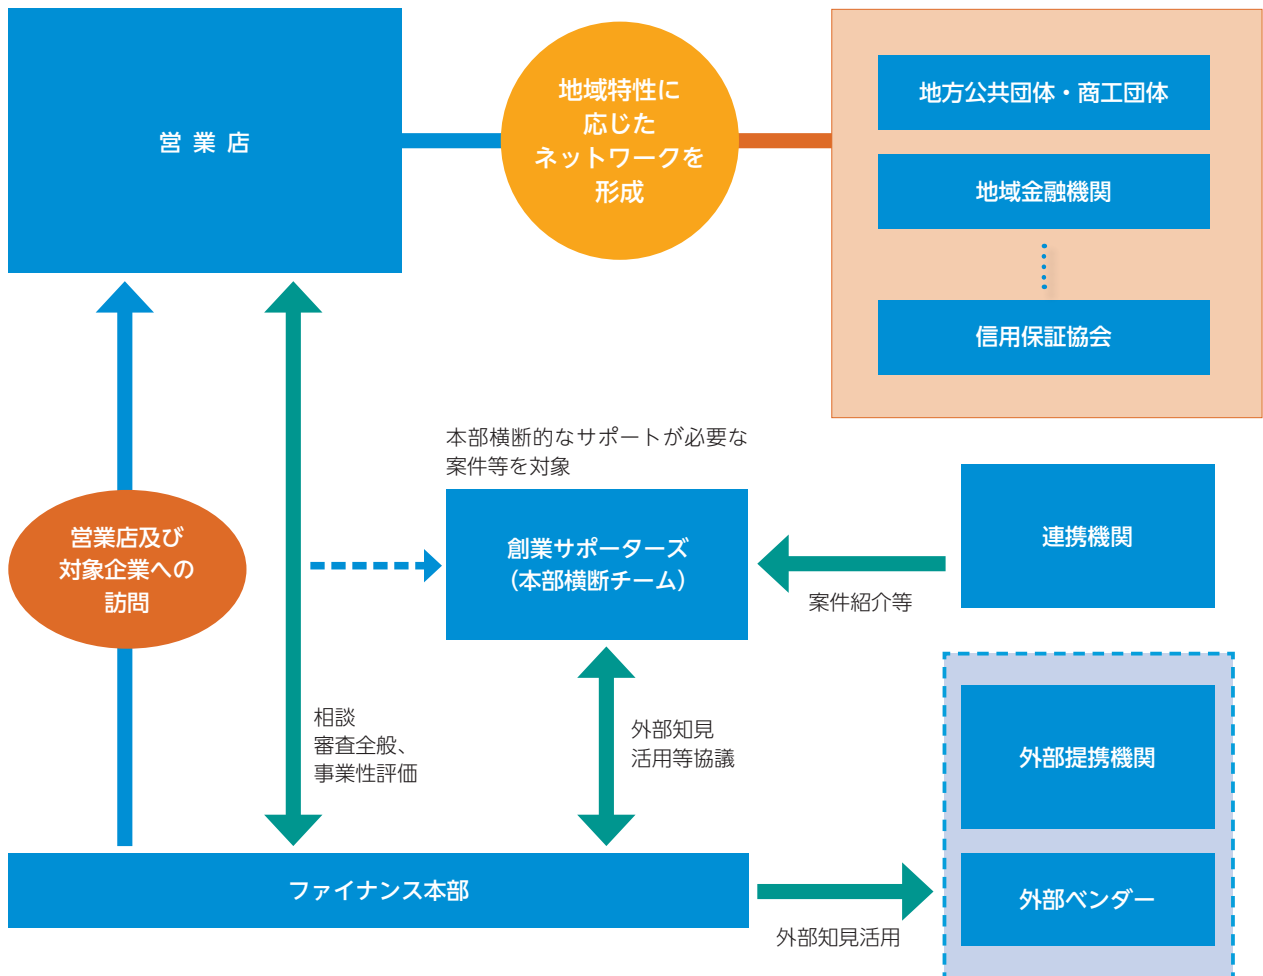 営業店
地域特性に
応じた
ネットワークを
形成
地方公共団体・商工団体
地域金融機関
信用保証協会
本部横断的なサポートが必要な
案件等を対象
創業サポーターズ
(本部横断チーム)
連携機関
案件紹介等
営業店及び
対象企業への
訪問
相談
審査全般、
事業性評価
外部知見
活用等協議
外部提携機関
外部ベンダー
ファイナンス本部
外部知見活用